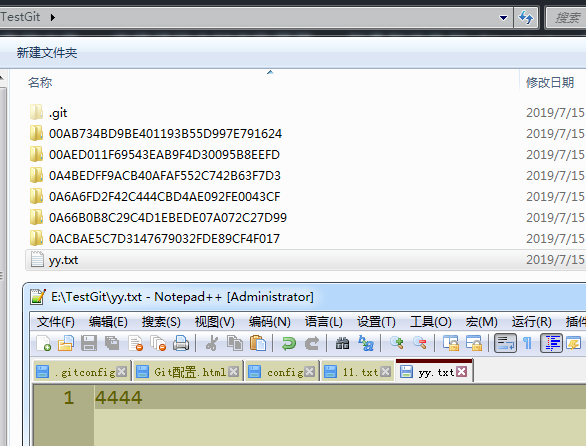 TestGit
搜索
新建文件夹
名称 修改日期
.git 2019/7/15
00AB734BD9BE401193B55D997E791624 2019/7/15
00AED011F69543EAB9F4D30095B8EEFD 2019/7/15
0A4BEDFF9ACB40AFAF552C742B63F7D3 2019/7/15
0A6A6FD2F42C444CBD4AE092FE0043CF 2019/7/15
0A66B0B8C29C4D1EBEDE07A072C27D99 2019/7/15
0ACBAE5C7D3147679032FDE89CF4F017 2019/7/15
yy.txt 2019/7/15
E:\TestGit\yy.txt - Notepad++ [Administrator]
文件(F) 编辑(E) 搜索(S) 视图(V) 编码(N) 语言(L) 设置(T) 工具(O) 宏(M) 运行(R) 插件
.gitconfig Git配置.html config 11.txt yy.txt
1 4444